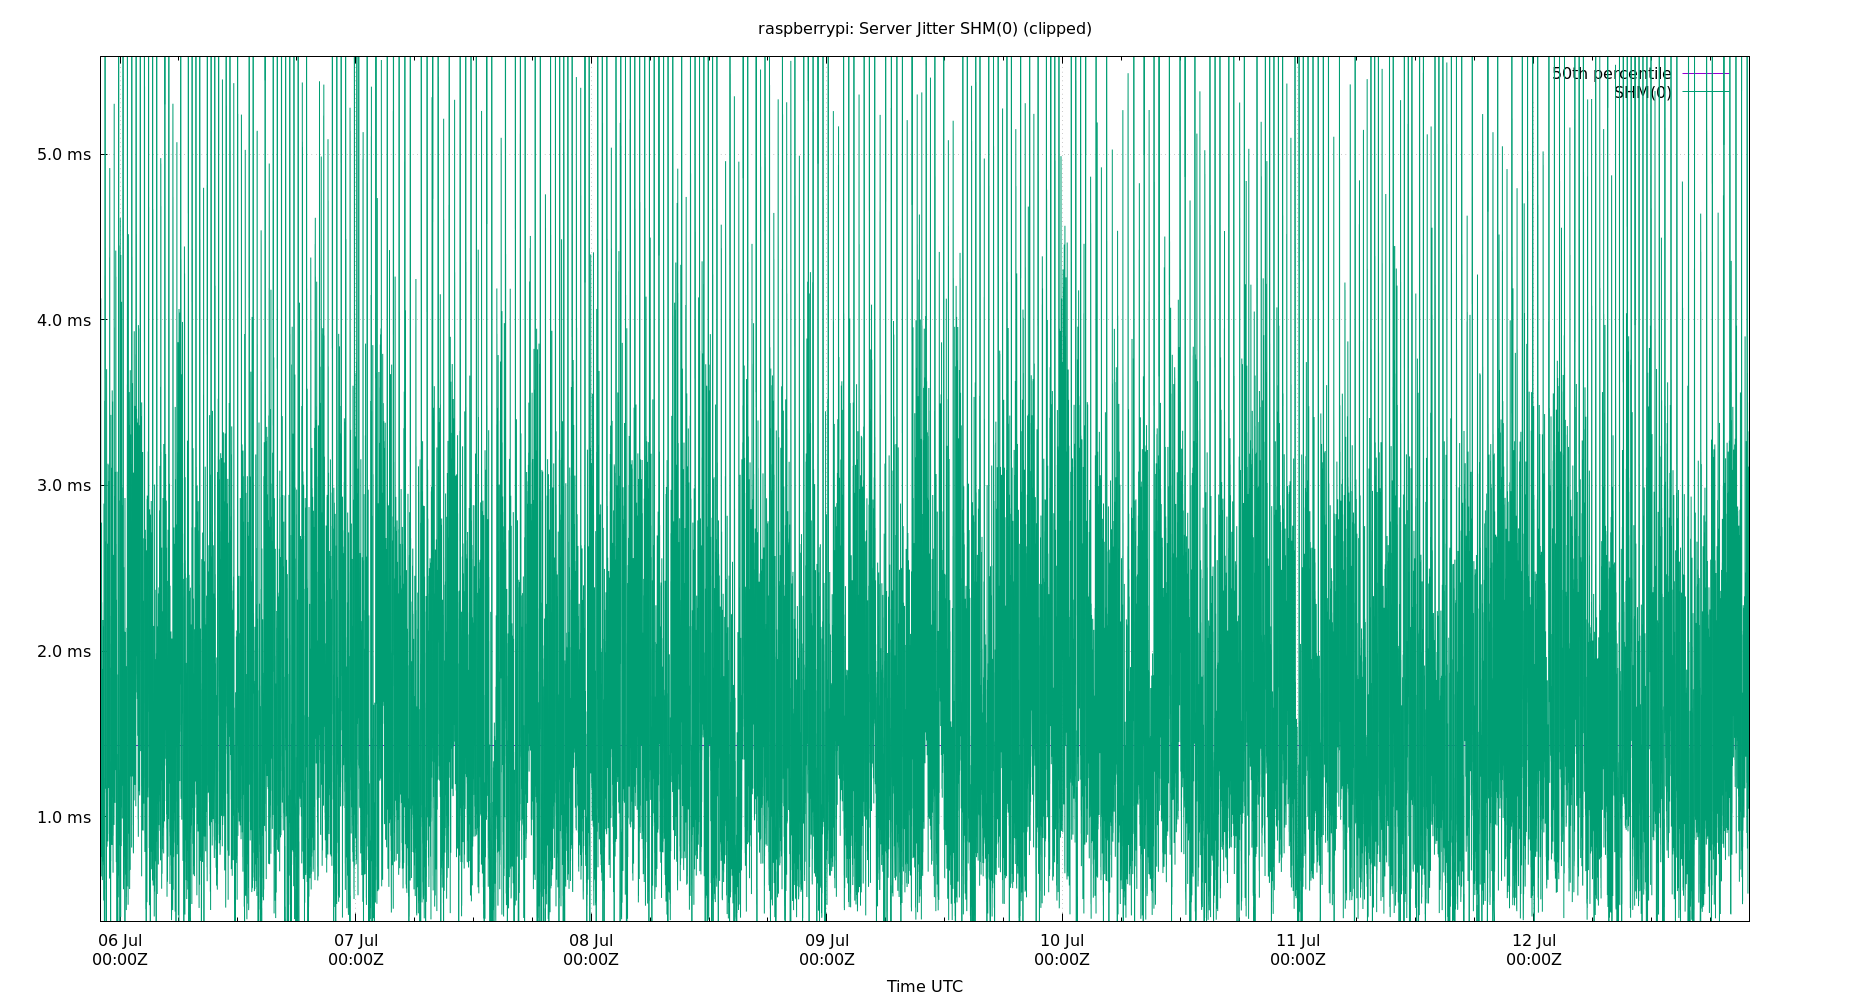 raspberrypi: Server Jitter SHM(0) (clipped)
50th percentile
SHM(0)
5.0 ms
4.0 ms
3.0 ms
2.0 ms
1.0 ms
06 Jul 07 Jul 08 Jul 09 Jul 10 Jul 11 Jul 12 Jul
00:00Z 00:00Z 00:00Z 00:00Z 00:00Z 00:00Z 00:00Z
Time UTC